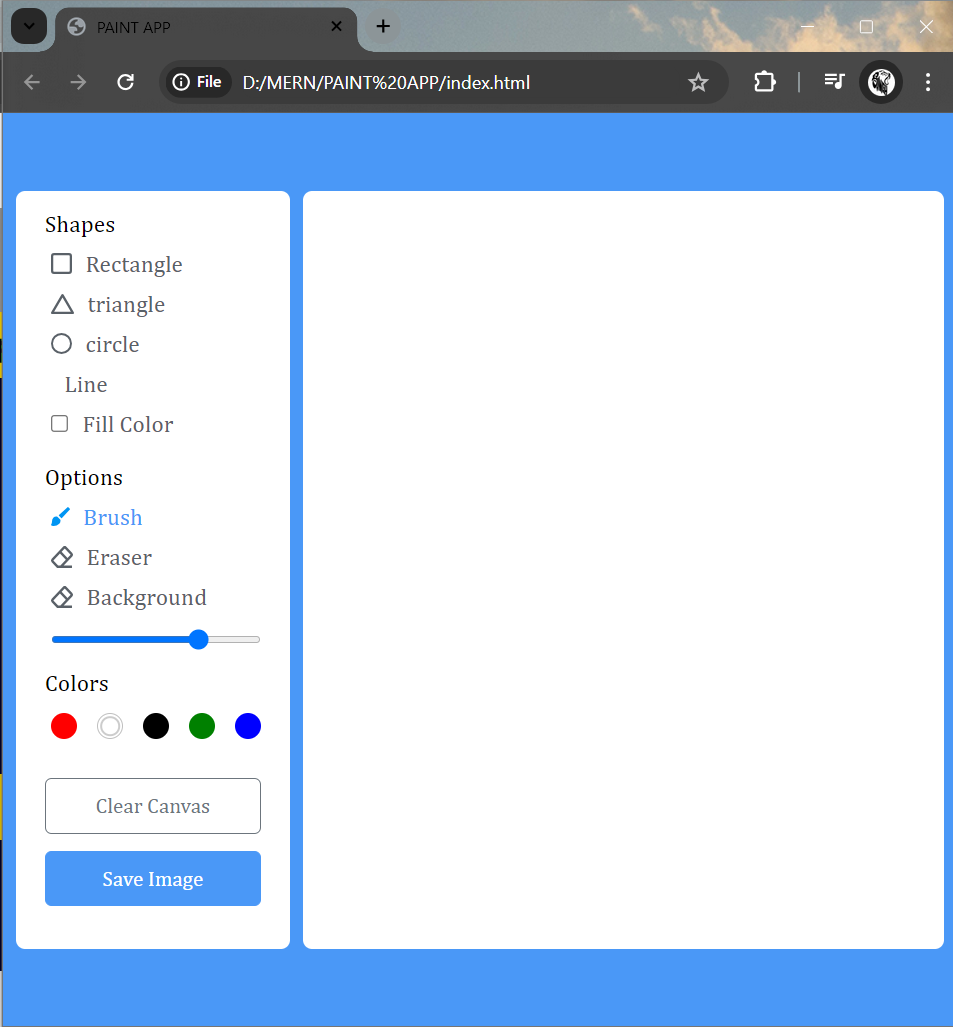 PAINT APP
File D:/MERN/PAINT%20APP/index.html
Shapes
Rectangle
triangle
circle
Line
Fill Color
Options
Brush
Eraser
Background
Colors
Clear Canvas
Save Image